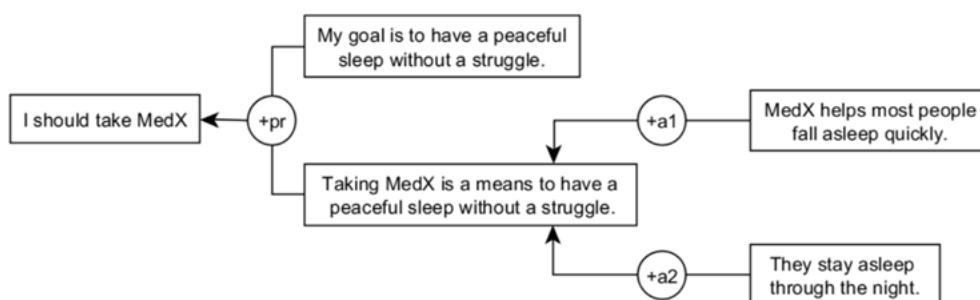 My goal is to have a peaceful
sleep without a struggle.
I should take MedX
+pr
+a1
MedX helps most people
fall asleep quickly.
Taking MedX is a means to have a
peaceful sleep without a struggle.
+a2
They stay asleep
through the night.